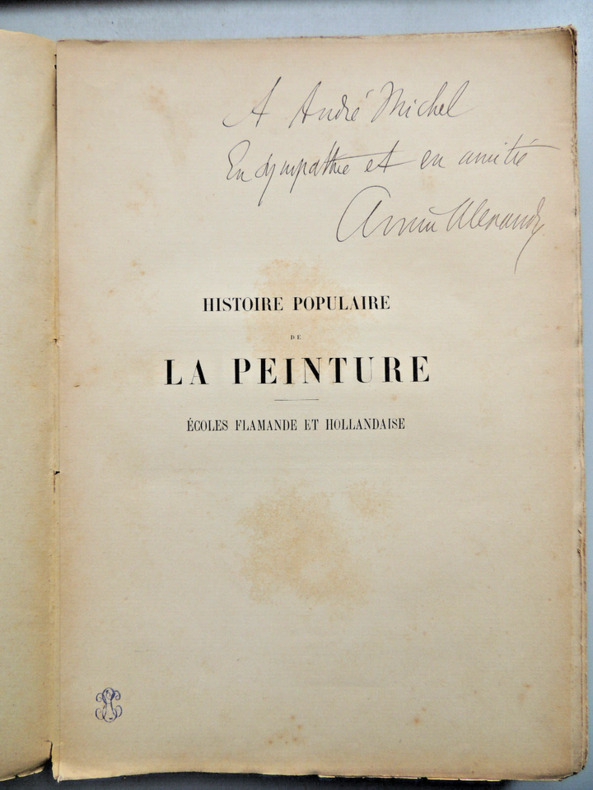 A André Michel
En sympathie et en amitié
Arsène Alexandre
HISTOIRE POPULAIRE
DE
LA PEINTURE
ÉCOLES FLAMANDE ET HOLLANDAISE